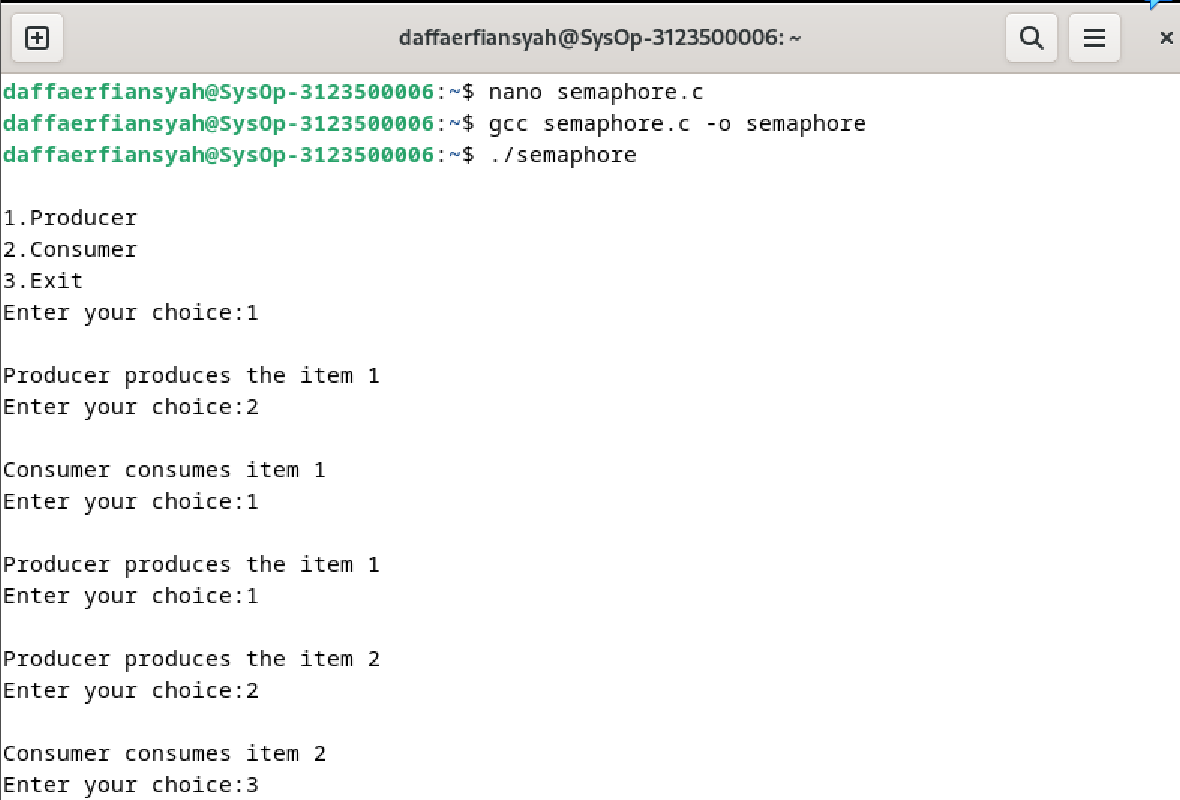 daffaerfiansyah@SysOp-3123500006: ~
daffaerfiansyah@SysOp-3123500006:~$ nano semaphore.c
daffaerfiansyah@SysOp-3123500006:~$ gcc semaphore.c -o semaphore
daffaerfiansyah@SysOp-3123500006:~$ ./semaphore
1.Producer
2.Consumer
3.Exit
Enter your choice:1
Producer produces the item 1
Enter your choice:2
Consumer consumes item 1
Enter your choice:1
Producer produces the item 1
Enter your choice:1
Producer produces the item 2
Enter your choice:2
Consumer consumes item 2
Enter your choice:3